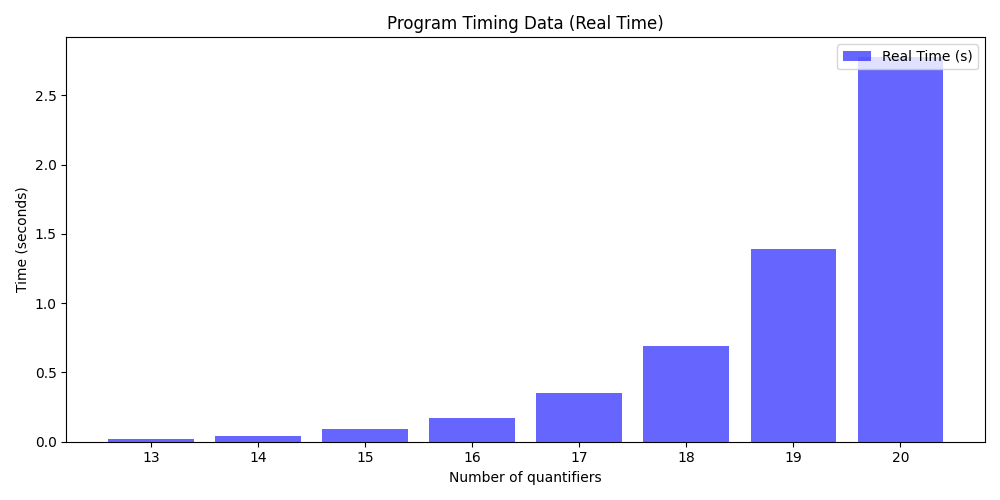 Program Timing Data (Real Time)
Real Time (s)
2.5
2.0
1.5
1.0
0.5
0.0
Time (seconds)
13 14 15 16 17 18 19 20
Number of quantifiers